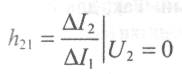 h₂₁ = ΔI₂ / ΔI₁ | U₂ = 0